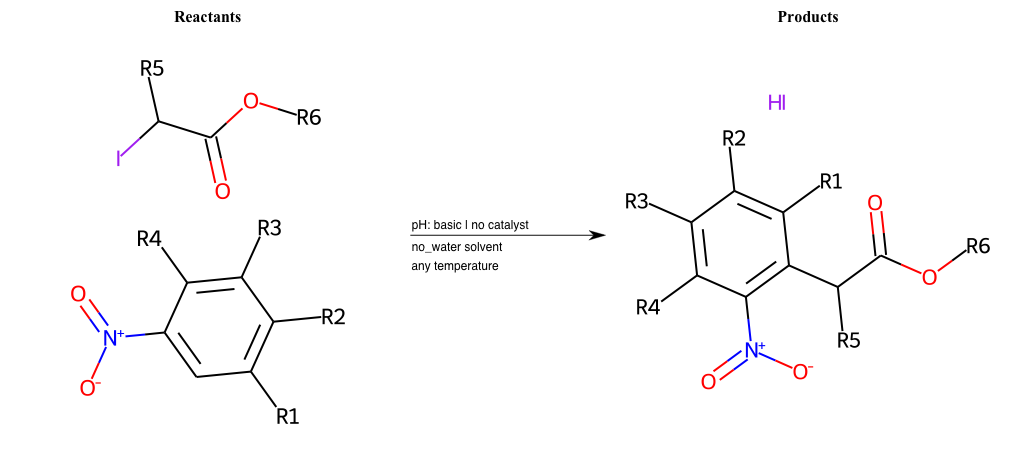 Reactants
Products
R5
O
R6
I
O
HI
R4
R3
O
N+
O-
R2
R1
pH: basic | no catalyst
no_water solvent
any temperature
R2
R1
R3
O
R6
O
R4
R5
N+
O
O-